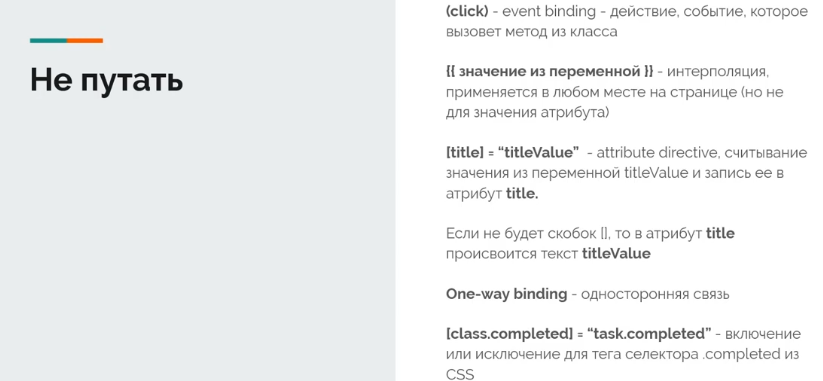 Не путать
(click) - event binding - действие, событие, которое
вызовет метод из класса
{{ значение из переменной }} - интерполяция,
применяется в любом месте на странице (но не
для значения атрибута)
[title] = “titleValue” - attribute directive, считывание
значения из переменной titleValue и запись ее в
атрибут title.
Если не будет скобок [], то в атрибут title
присвоится текст titleValue
One-way binding - односторонняя связь
[class.completed] = “task.completed” - включение
или исключение для тега селектора .completed из
CSS